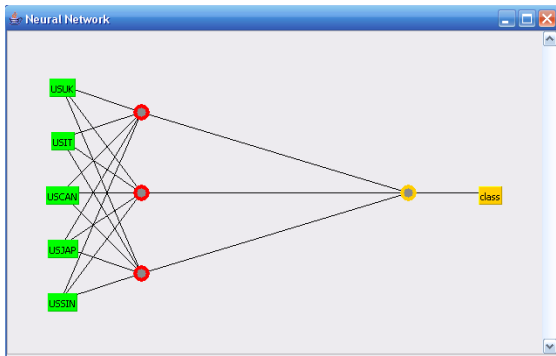 Neural Network
USUK
USIT
USCAN
USJAP
USSIN
class